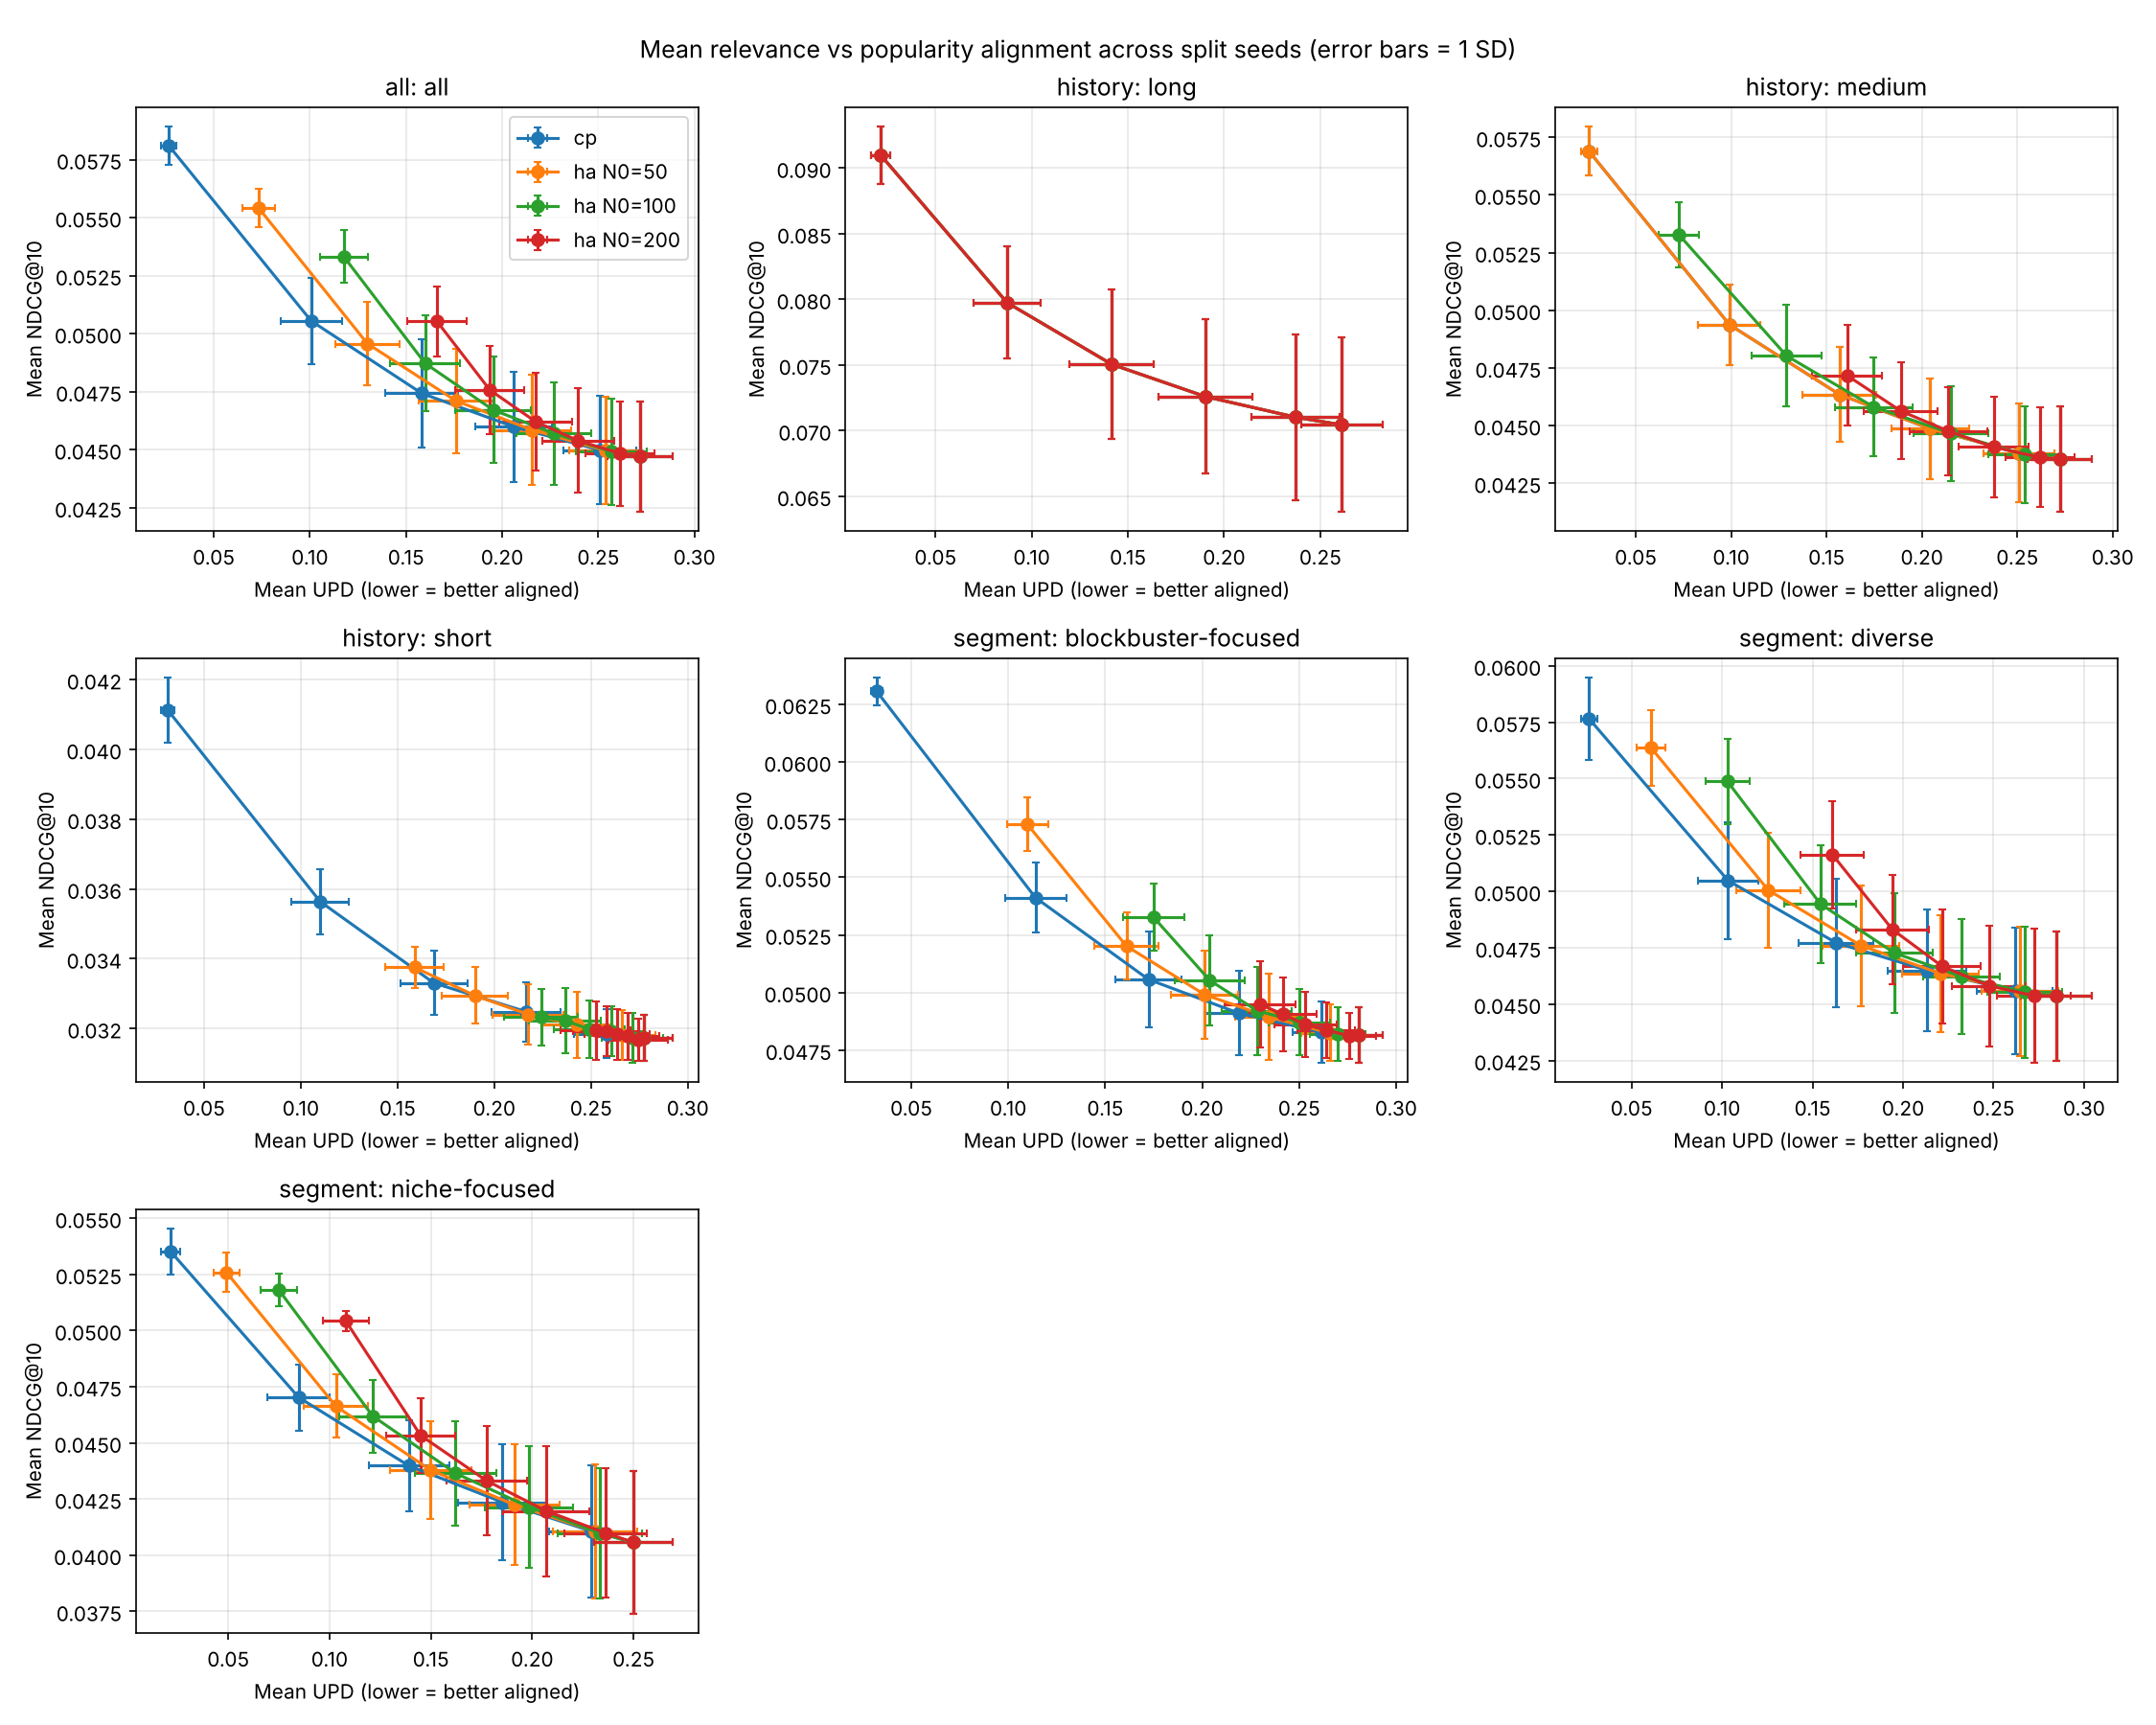 Mean relevance vs popularity alignment across split seeds (error bars = 1 SD)
all: all
0.0575
0.0550
0.0525
0.0500
0.0475
0.0450
0.0425
Mean NDCG@10
cp
ha N0=50
ha N0=100
ha N0=200
0.05 0.10 0.15 0.20 0.25 0.30
Mean UPD (lower = better aligned)
history: long
0.090
0.085
0.080
0.075
0.070
0.065
Mean NDCG@10
0.05 0.10 0.15 0.20 0.25
Mean UPD (lower = better aligned)
history: medium
0.0575
0.0550
0.0525
0.0500
0.0475
0.0450
0.0425
Mean NDCG@10
0.05 0.10 0.15 0.20 0.25 0.30
Mean UPD (lower = better aligned)
history: short
0.042
0.040
0.038
0.036
0.034
0.032
Mean NDCG@10
0.05 0.10 0.15 0.20 0.25 0.30
Mean UPD (lower = better aligned)
segment: blockbuster-focused
0.0625
0.0600
0.0575
0.0550
0.0525
0.0500
0.0475
Mean NDCG@10
0.05 0.10 0.15 0.20 0.25 0.30
Mean UPD (lower = better aligned)
segment: diverse
0.0600
0.0575
0.0550
0.0525
0.0500
0.0475
0.0450
0.0425
Mean NDCG@10
0.05 0.10 0.15 0.20 0.25 0.30
Mean UPD (lower = better aligned)
segment: niche-focused
0.0550
0.0525
0.0500
0.0475
0.0450
0.0425
0.0400
0.0375
Mean NDCG@10
0.05 0.10 0.15 0.20 0.25
Mean UPD (lower = better aligned)